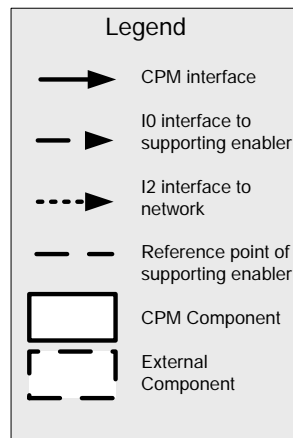 Legend
CPM interface
I0 interface to
supporting enabler
I2 interface to
network
Reference point of
supporting enabler
CPM Component
External
Component